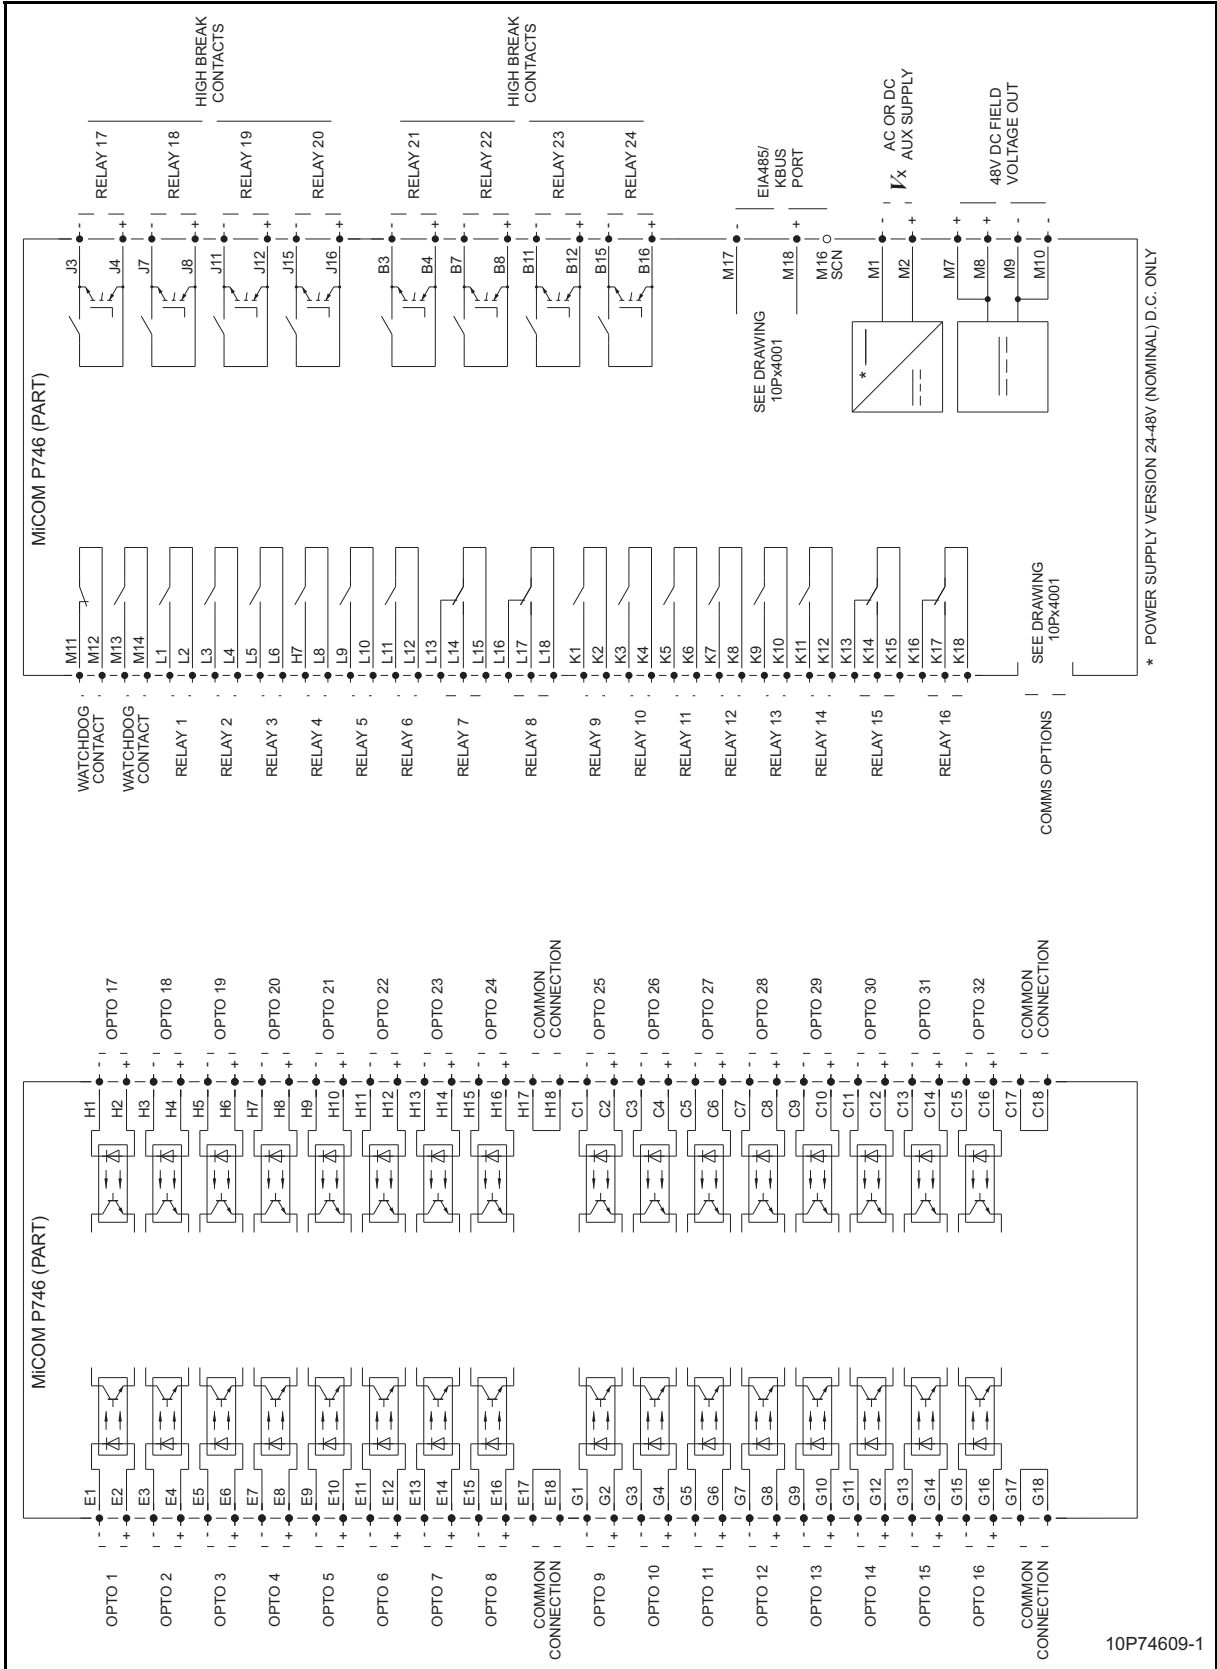 MiCOM P746 (PART)
HIGH BREAK
CONTACTS
HIGH BREAK
CONTACTS
RELAY 17
RELAY 18
RELAY 19
RELAY 20
RELAY 21
RELAY 22
RELAY 23
RELAY 24
EIA485/
KBUS
PORT
Vx
AC OR DC
AUX SUPPLY
48V DC FIELD
VOLTAGE OUT
- + - + - + - +
- + - + - + - +
- +
- +
+ + - -
J3
J4
J7
J8
J11
J12
J15
J16
B3
B4
B7
B8
B11
B12
B15
B16
M17
M18
M16
SCN
M1
M2
M7
M8
M9
M10
SEE DRAWING
10Px4001
*
M11
M12
M13
M14
L1
L2
L3
L4
L5
L6
H7
L8
L9
L10
L11
L12
L13
L14
L15
L16
L17
L18
K1
K2
K3
K4
K5
K6
K7
K8
K9
K10
K11
K12
K13
K14
K15
K16
K17
K18
SEE DRAWING
10Px4001
WATCHDOG
CONTACT
WATCHDOG
CONTACT
RELAY 1
RELAY 2
RELAY 3
RELAY 4
RELAY 5
RELAY 6
RELAY 7
RELAY 8
RELAY 9
RELAY 10
RELAY 11
RELAY 12
RELAY 13
RELAY 14
RELAY 15
RELAY 16
COMMS OPTIONS
* POWER SUPPLY VERSION 24-48V (NOMINAL) D.C. ONLY
MiCOM P746 (PART)
OPTO 17
OPTO 18
OPTO 19
OPTO 20
OPTO 21
OPTO 22
OPTO 23
OPTO 24
COMMON
CONNECTION
OPTO 25
OPTO 26
OPTO 27
OPTO 28
OPTO 29
OPTO 30
OPTO 31
OPTO 32
COMMON
CONNECTION
- + - + - + - + - + - + - + - +
- + - + - + - + - + - + - + - +
H1
H2
H3
H4
H5
H6
H7
H8
H9
H10
H11
H12
H13
H14
H15
H16
H17
H18
C1
C2
C3
C4
C5
C6
C7
C8
C9
C10
C11
C12
C13
C14
C15
C16
C17
C18
E1
E2
E3
E4
E5
E6
E7
E8
E9
E10
E11
E12
E13
E14
E15
E16
E17
E18
G1
G2
G3
G4
G5
G6
G7
G8
G9
G10
G11
G12
G13
G14
G15
G16
G17
G18
- + - + - + - + - + - + - + - +
- + - + - + - + - + - + - + - +
OPTO 1
OPTO 2
OPTO 3
OPTO 4
OPTO 5
OPTO 6
OPTO 7
OPTO 8
COMMON
CONNECTION
OPTO 9
OPTO 10
OPTO 11
OPTO 12
OPTO 13
OPTO 14
OPTO 15
OPTO 16
COMMON
CONNECTION
10P74609-1